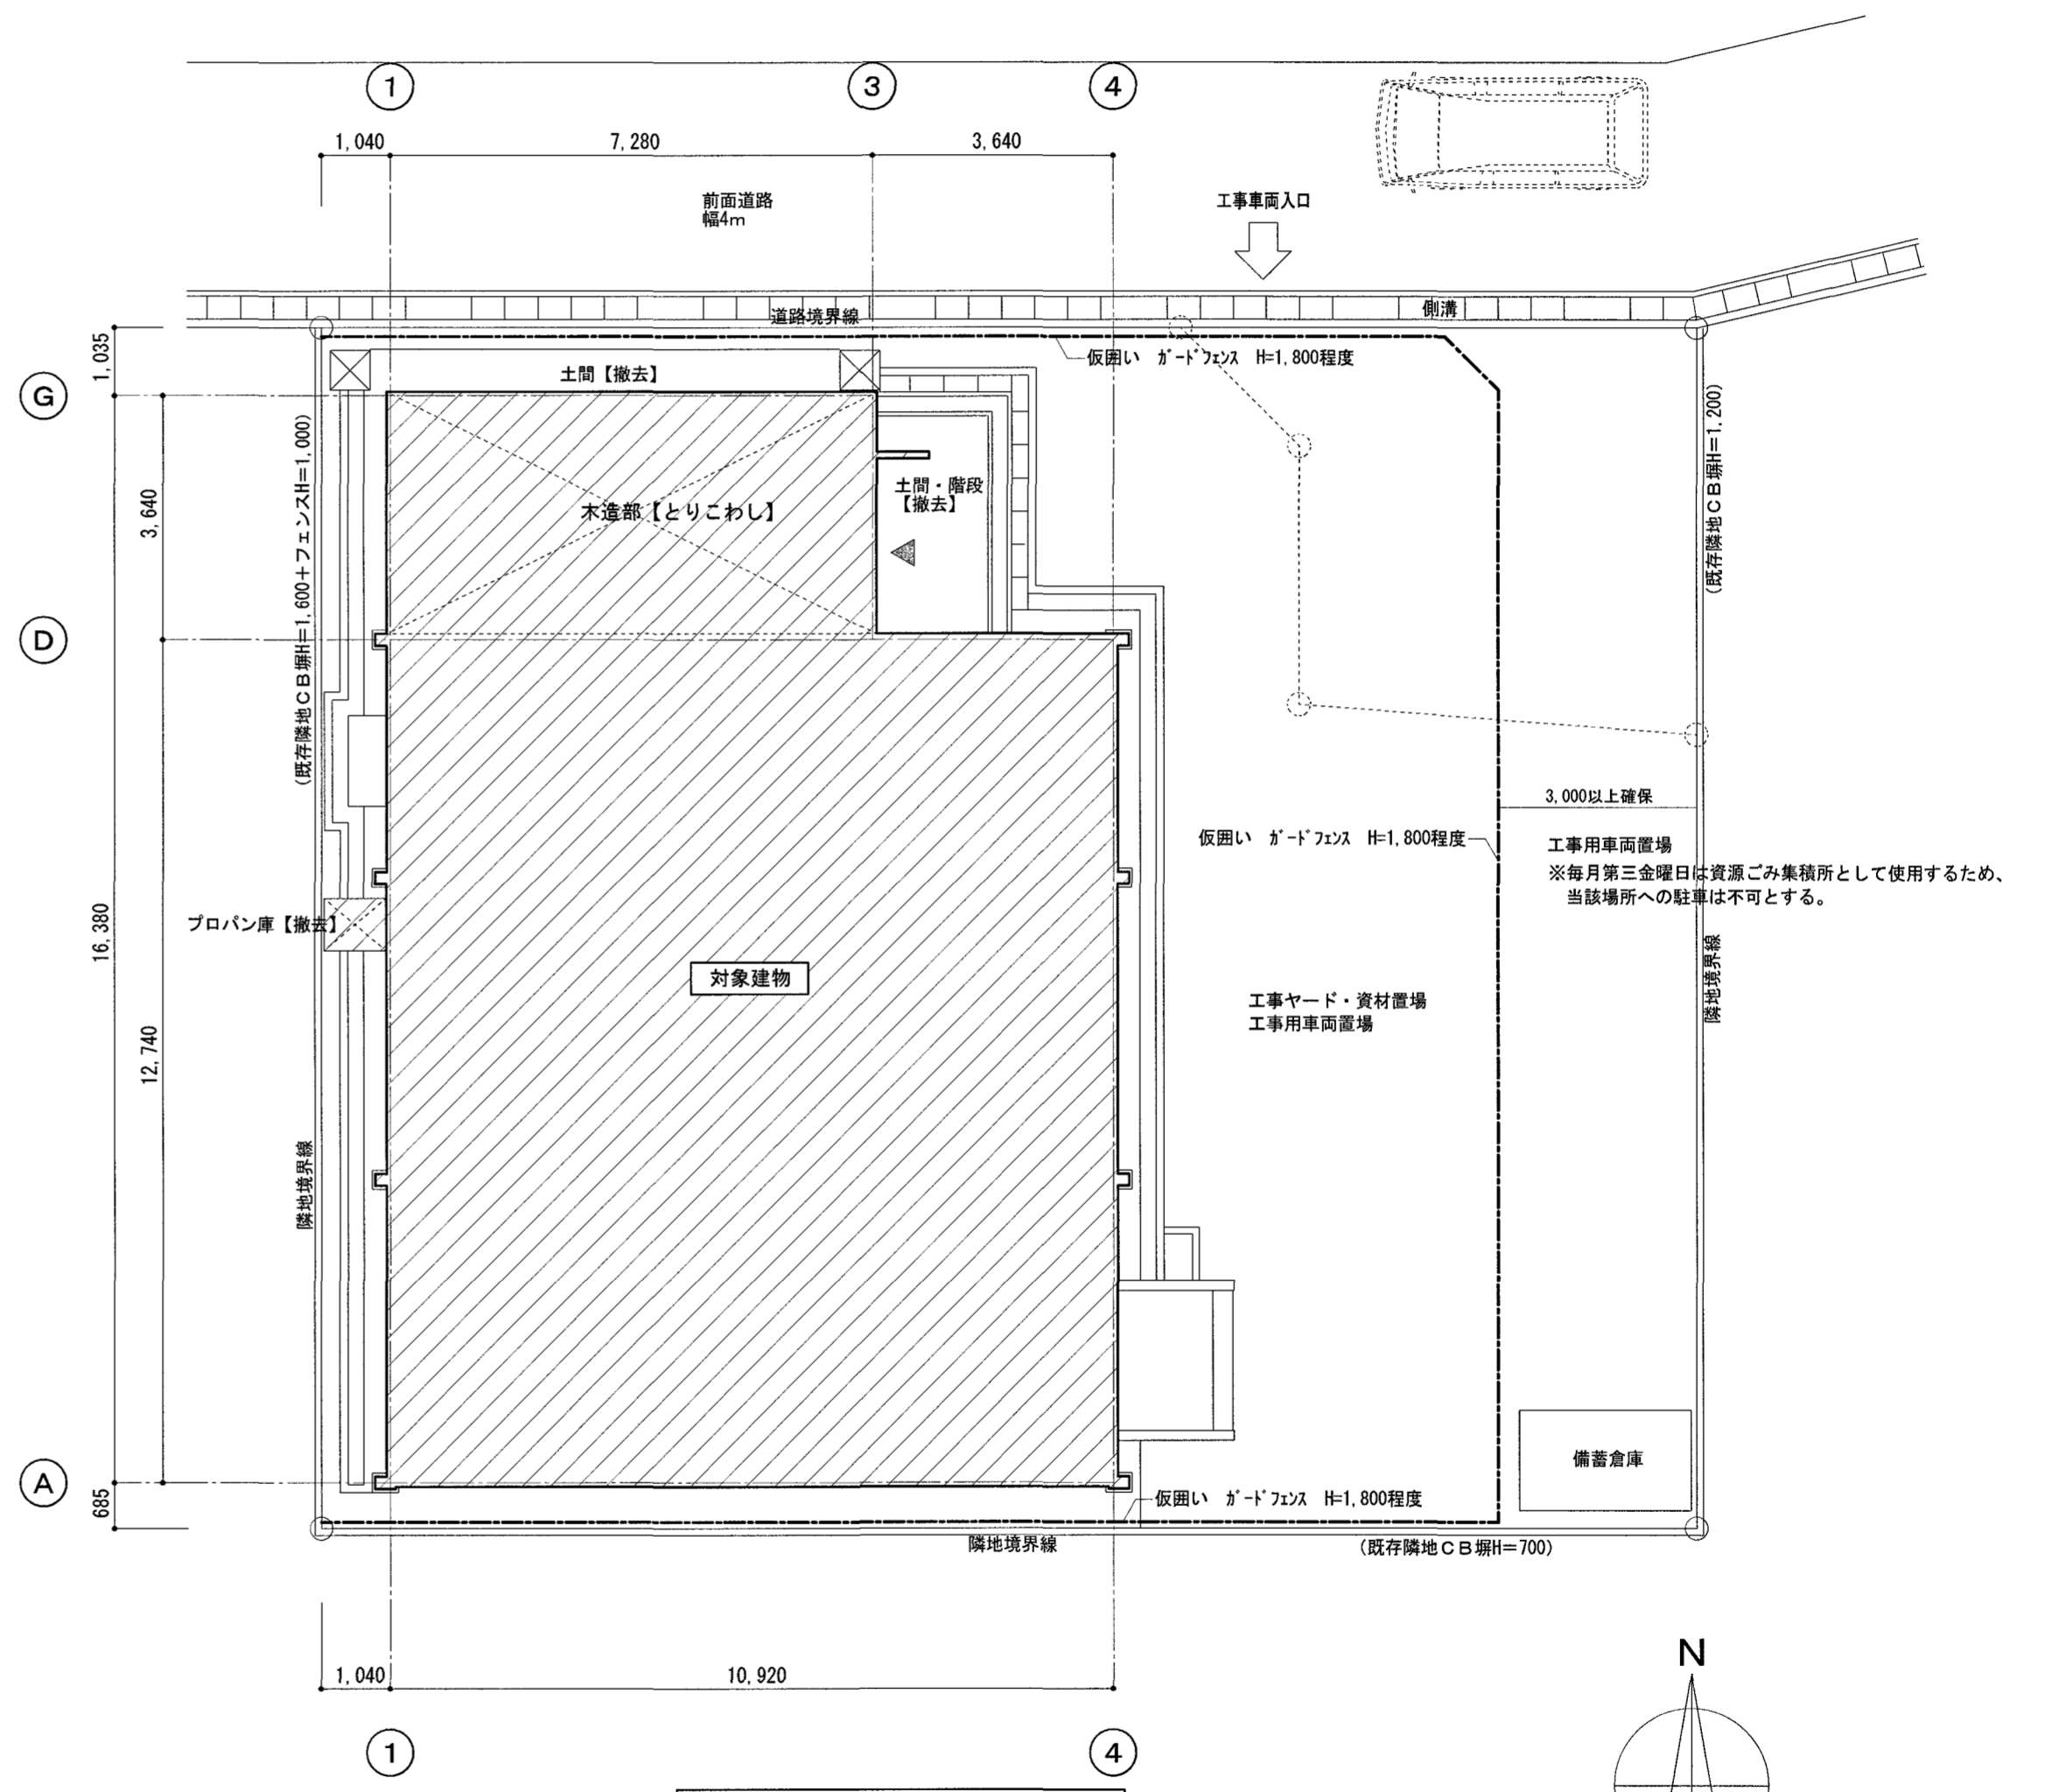 1
3
4
1,040
7,280
3,640
前面道路
幅4m
工事車両入口
道路境界線
側溝
1,035
仮囲い ガードフェンス H=1,800程度
土間【撤去】
G
(既存隣地CB塀H=1,600+フェンスH=1,000)
(既存隣地CB塀H=1,200)
土間・階段
【撤去】
木造部【とりこわし】
3,640
D
3,000以上確保
仮囲い ガードフェンス H=1,800程度
工事用車両置場
※毎月第三金曜日は資源ごみ集積所として使用するため、
当該場所への駐車は不可とする。
プロパン庫【撤去】
16,380
対象建物
隣地境界線
工事ヤード・資材置場
工事用車両置場
12,740
隣地境界線
備蓄倉庫
A
685
仮囲い ガードフェンス H=1,800程度
隣地境界線
(既存隣地CB塀H=700)
N
1,040
10,920
1
4